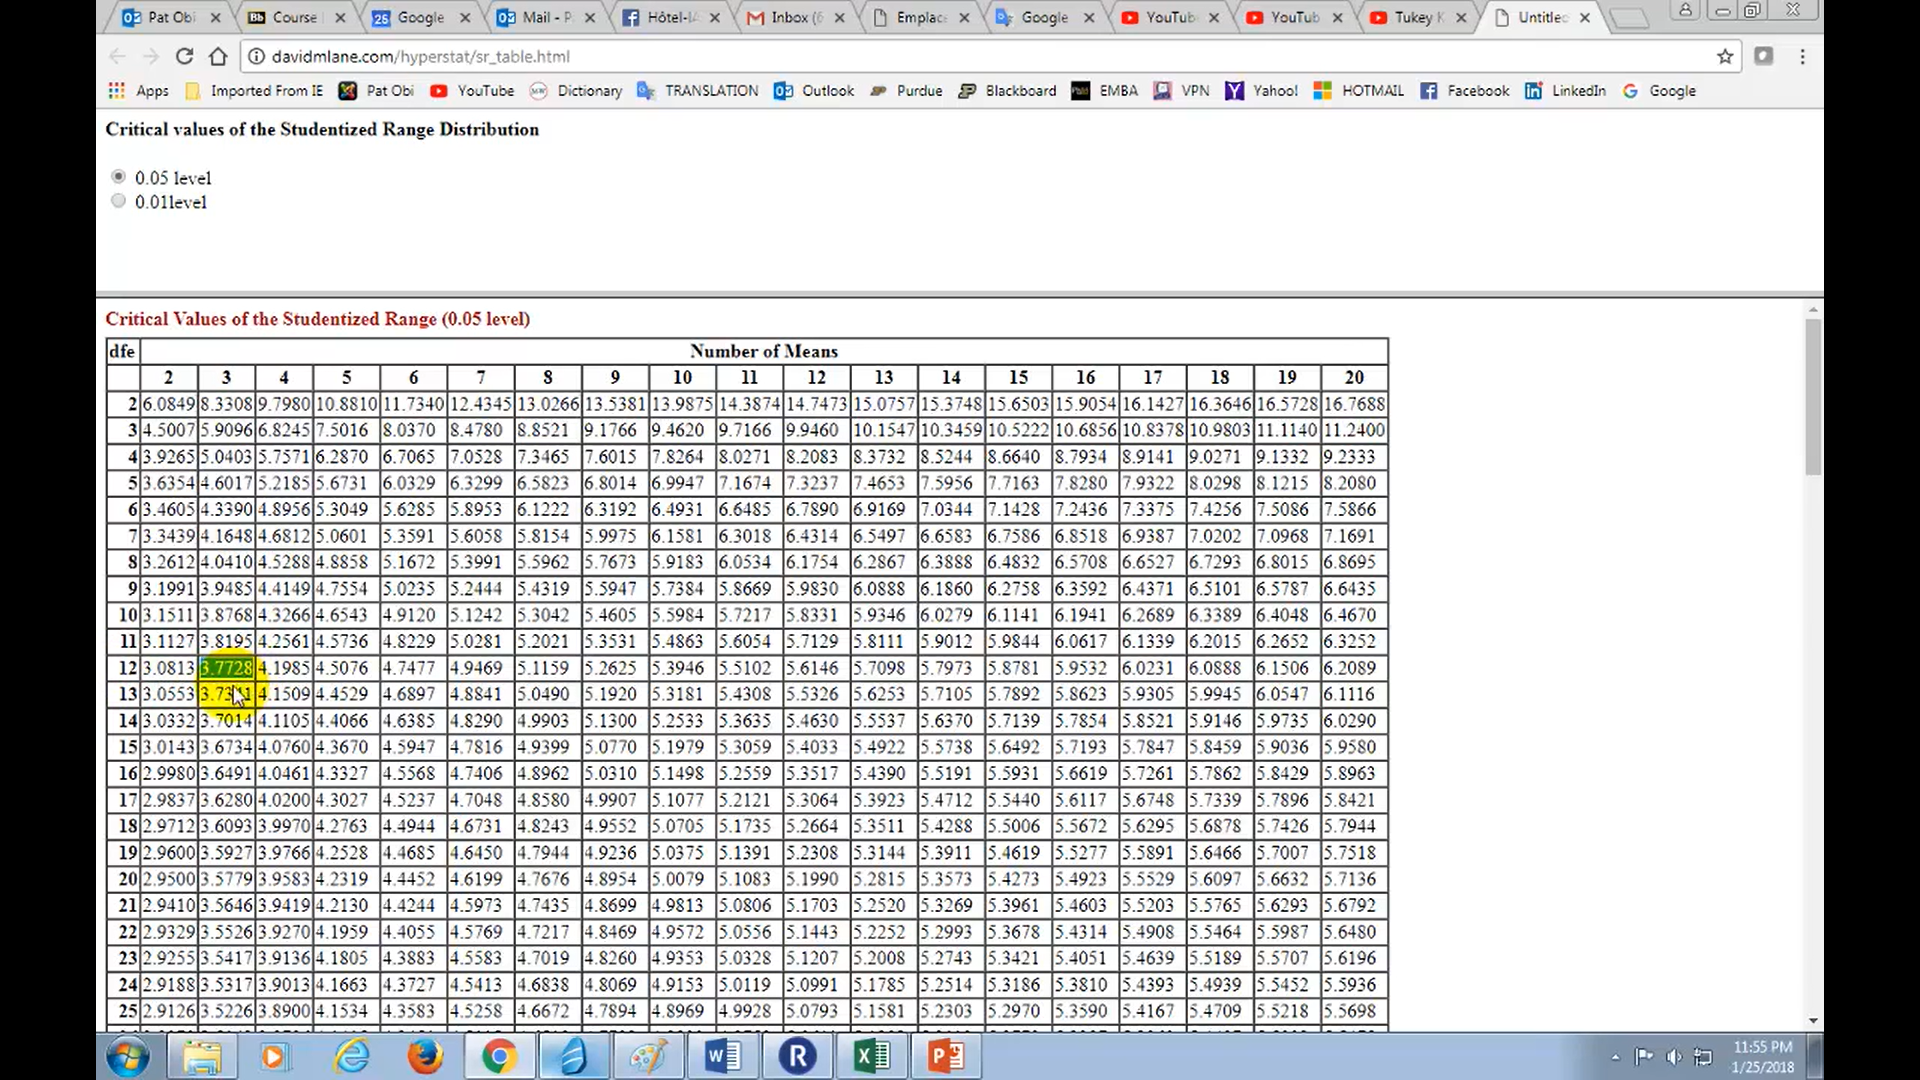 Pat Obi
Course
Google
Mail - P
Hôtel-I
Inbox (6
Emplac
Google
YouTub
YouTub
Tukey K
Untitle
davidmlane.com/hyperstat/sr_table.html
Apps Imported From IE Pat Obi YouTube Dictionary TRANSLATION Outlook Purdue Blackboard EMBA VPN Yahoo! HOTMAIL Facebook LinkedIn Google
Critical values of the Studentized Range Distribution
0.05 level
0.01level
Critical Values of the Studentized Range (0.05 level)
dfe Number of Means
2 3 4 5 6 7 8 9 10 11 12 13 14 15 16 17 18 19 20
2 6.0849 8.3308 9.7980 10.8810 11.7340 12.4345 13.0266 13.5381 13.9875 14.3874 14.7473 15.0757 15.3748 15.6503 15.9054 16.1427 16.3646 16.5728 16.7688
3 4.5007 5.9096 6.8245 7.5016 8.0370 8.4780 8.8521 9.1766 9.4620 9.7166 9.9460 10.1547 10.3459 10.5222 10.6856 10.8378 10.9803 11.1140 11.2400
4 3.9265 5.0403 5.7571 6.2870 6.7065 7.0528 7.3465 7.6015 7.8264 8.0271 8.2083 8.3732 8.5244 8.6640 8.7934 8.9141 9.0271 9.1332 9.2333
5 3.6354 4.6017 5.2185 5.6731 6.0329 6.3299 6.5823 6.8014 6.9947 7.1674 7.3237 7.4653 7.5956 7.7163 7.8280 7.9322 8.0298 8.1215 8.2080
6 3.4605 4.3390 4.8956 5.3049 5.6285 5.8953 6.1222 6.3192 6.4931 6.6485 6.7890 6.9169 7.0344 7.1428 7.2436 7.3375 7.4256 7.5086 7.5866
7 3.3439 4.1648 4.6812 5.0601 5.3591 5.6058 5.8154 5.9975 6.1581 6.3018 6.4314 6.5497 6.6583 6.7586 6.8518 6.9387 7.0202 7.0968 7.1691
8 3.2612 4.0410 4.5288 4.8858 5.1672 5.3991 5.5962 5.7673 5.9183 6.0534 6.1754 6.2867 6.3888 6.4832 6.5708 6.6527 6.7293 6.8015 6.8695
9 3.1991 3.9485 4.4149 4.7554 5.0235 5.2444 5.4319 5.5947 5.7384 5.8669 5.9830 6.0888 6.1860 6.2758 6.3592 6.4371 6.5101 6.5787 6.6435
10 3.1511 3.8768 4.3266 4.6543 4.9120 5.1242 5.3042 5.4605 5.5984 5.7217 5.8331 5.9346 6.0279 6.1141 6.1941 6.2689 6.3389 6.4048 6.4670
11 3.1127 3.8195 4.2561 4.5736 4.8229 5.0281 5.2021 5.3531 5.4863 5.6054 5.7129 5.8111 5.9012 5.9844 6.0617 6.1339 6.2015 6.2652 6.3252
12 3.0813 3.7728 4.1985 4.5076 4.7477 4.9469 5.1159 5.2625 5.3946 5.5102 5.6146 5.7098 5.7973 5.8781 5.9532 6.0231 6.0888 6.1506 6.2089
13 3.0553 4.1509 4.4529 4.6897 4.8841 5.0490 5.1920 5.3181 5.4308 5.5326 5.6253 5.7105 5.7892 5.8623 5.9305 5.9945 6.0547 6.1116
14 3.0332 3.7014 4.1105 4.4066 4.6385 4.8290 4.9903 5.1300 5.2533 5.3635 5.4630 5.5537 5.6370 5.7139 5.7854 5.8521 5.9146 5.9735 6.0290
15 3.0143 3.6734 4.0760 4.3670 4.5947 4.7816 4.9399 5.0770 5.1979 5.3059 5.4033 5.4922 5.5738 5.6492 5.7193 5.7847 5.8459 5.9036 5.9580
16 2.9980 3.6491 4.0461 4.3327 4.5568 4.7406 4.8962 5.0310 5.1498 5.2559 5.3517 5.4390 5.5191 5.5931 5.6619 5.7261 5.7862 5.8429 5.8963
17 2.9837 3.6280 4.0200 4.3027 4.5237 4.7048 4.8580 4.9907 5.1077 5.2121 5.3064 5.3923 5.4712 5.5440 5.6117 5.6748 5.7339 5.7896 5.8421
18 2.9712 3.6093 3.9970 4.2763 4.4944 4.6731 4.8243 4.9552 5.0705 5.1735 5.2664 5.3511 5.4288 5.5006 5.5672 5.6295 5.6878 5.7426 5.7944
19 2.9600 3.5927 3.9766 4.2528 4.4685 4.6450 4.7944 4.9236 5.0375 5.1391 5.2308 5.3144 5.3911 5.4619 5.5277 5.5891 5.6466 5.7007 5.7518
20 2.9500 3.5779 3.9583 4.2319 4.4452 4.6199 4.7676 4.8954 5.0079 5.1083 5.1990 5.2815 5.3573 5.4273 5.4923 5.5529 5.6097 5.6632 5.7136
21 2.9410 3.5646 3.9419 4.2130 4.4244 4.5973 4.7435 4.8699 4.9813 5.0806 5.1703 5.2520 5.3269 5.3961 5.4603 5.5203 5.5765 5.6293 5.6792
22 2.9329 3.5526 3.9270 4.1959 4.4055 4.5769 4.7217 4.8469 4.9572 5.0556 5.1443 5.2252 5.2993 5.3678 5.4314 5.4908 5.5464 5.5987 5.6480
23 2.9255 3.5417 3.9136 4.1805 4.3883 4.5583 4.7019 4.8260 4.9353 5.0328 5.1207 5.2008 5.2743 5.3421 5.4051 5.4639 5.5189 5.5707 5.6196
24 2.9188 3.5317 3.9013 4.1663 4.3727 4.5413 4.6838 4.8069 4.9153 5.0119 5.0991 5.1785 5.2514 5.3186 5.3810 5.4393 5.4939 5.5452 5.5936
25 2.9126 3.5226 3.8900 4.1534 4.3583 4.5258 4.6672 4.7894 4.8969 4.9928 5.0793 5.1581 5.2303 5.2970 5.3590 5.4167 5.4709 5.5218 5.5698
11:55 PM
1/25/2018